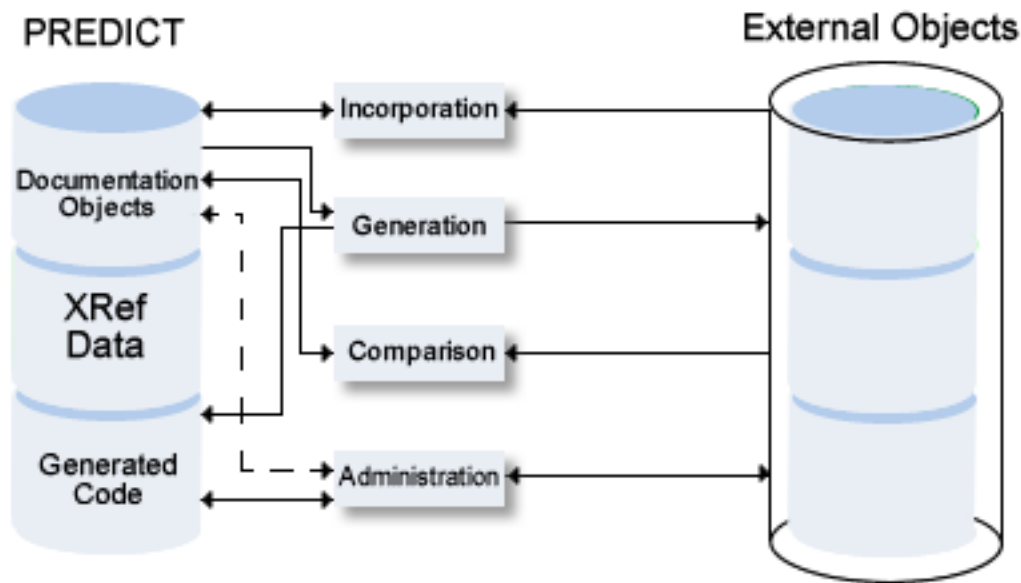 PREDICT
External Objects
Incorporation
Documentation
Objects
Generation
XRef
Data
Comparison
Generated
Code
Administration